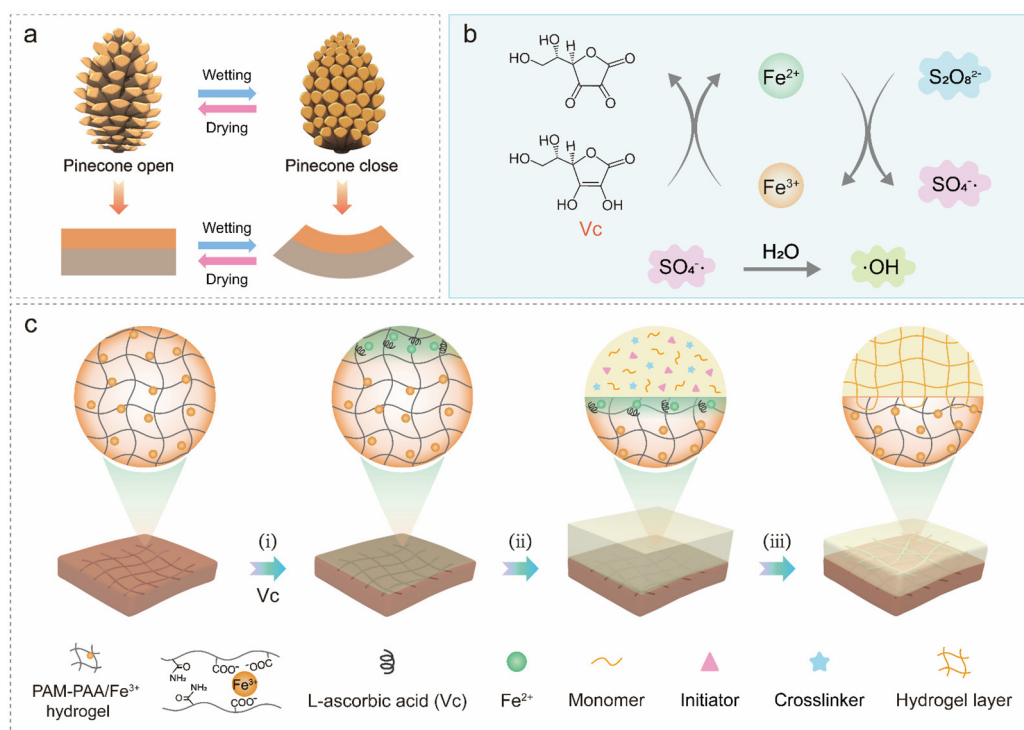 a
Wetting
Drying
Pinecone open
Pinecone close
Wetting
Drying
b
HO
H
O
O
HO
O
O
Fe²⁺
S₂O₈²⁻
HO
H
O
O
HO
HO
OH
Vc
Fe³⁺
SO₄⁻·
SO₄⁻·
H₂O
·OH
c
(i)
Vc
(ii)
(iii)
O
NH₂
NH₂
O
COO⁻
⁻OOC
Fe³⁺
COO⁻
PAM-PAA/Fe³⁺
hydrogel
L-ascorbic acid (Vc)
Fe²⁺
Monomer
Initiator
Crosslinker
Hydrogel layer